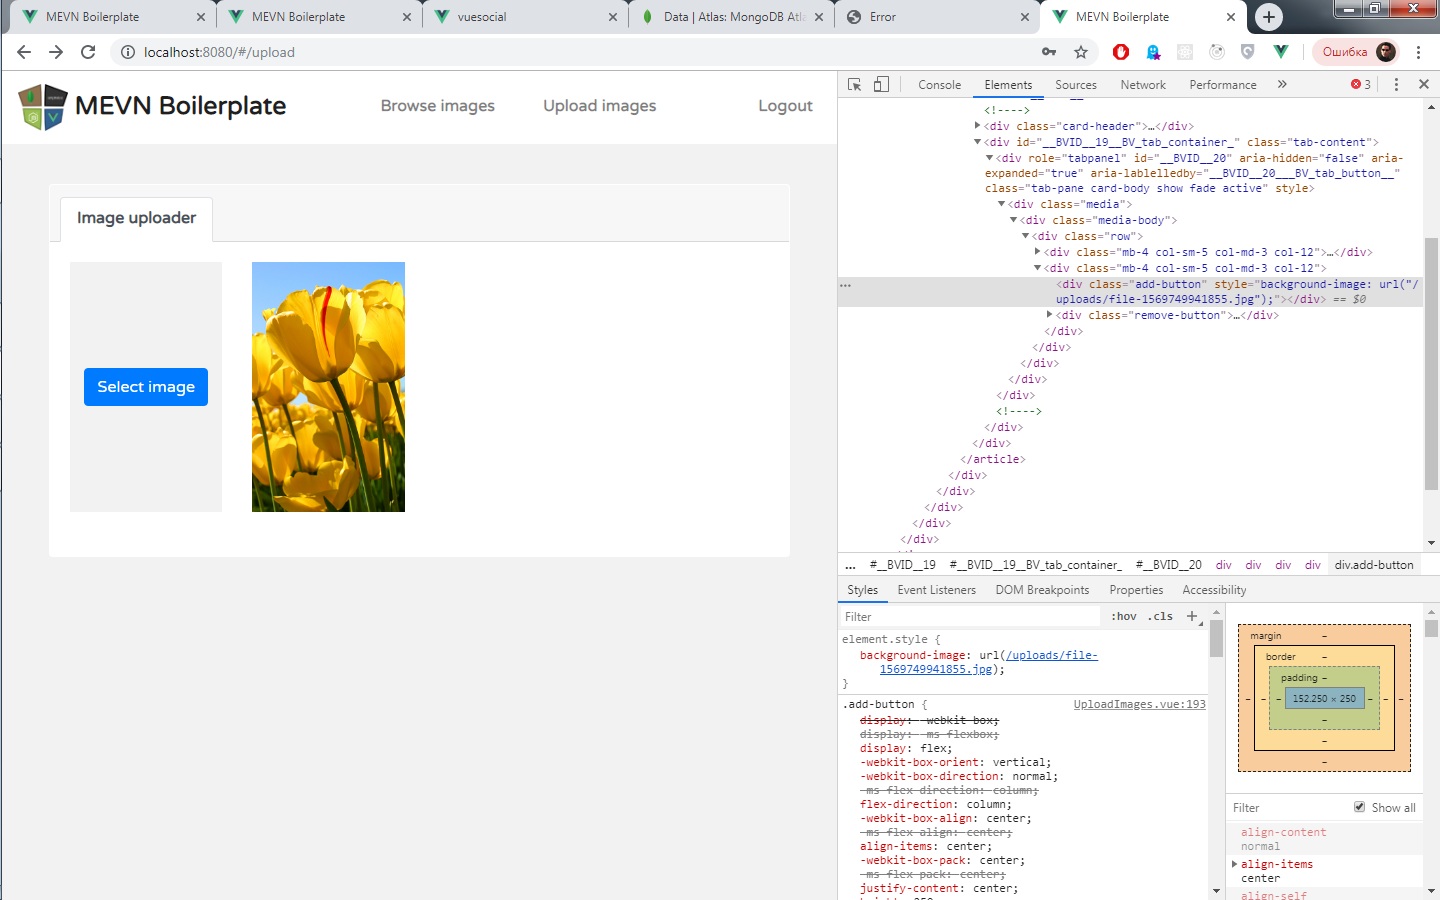 MEVN Boilerplate
MEVN Boilerplate
vuesocial
Data | Atlas: MongoDB Atl
Error
MEVN Boilerplate
localhost:8080/#/upload
Ошибка
MEVN Boilerplate
Browse images
Upload images
Logout
Image uploader
Select image
Console
Elements
Sources
Network
Performance
»
3
<!---->
<div class="card-header">…</div>
<div id="__BVID__19__BV_tab_container_" class="tab-content">
<div role="tabpanel" id="__BVID__20" aria-hidden="false" aria-
expanded="true" aria-lablelledby="__BVID__20___BV_tab_button__"
class="tab-pane card-body show fade active" style>
<div class="media">
<div class="media-body">
<div class="row">
<div class="mb-4 col-sm-5 col-md-3 col-12">…</div>
<div class="mb-4 col-sm-5 col-md-3 col-12">
<div class="add-button" style="background-image: url("/
uploads/file-1569749941855.jpg");"></div> == $0
<div class="remove-button">…</div>
</div>
</div>
</div>
</div>
</div>
<!---->
</div>
</div>
</article>
</div>
</div>
</div>
</div>
</div>
... #__BVID__19 #__BVID__19__BV_tab_container_ #__BVID__20 div div div div div.add-button
Styles Event Listeners DOM Breakpoints Properties Accessibility
Filter :hov .cls +
element.style {
background-image: url(/uploads/file-
1569749941855.jpg);
}
.add-button { UploadImages.vue:193
display: -webkit-box;
display: -ms-flexbox;
display: flex;
-webkit-box-orient: vertical;
-webkit-box-direction: normal;
-ms-flex-direction: column;
flex-direction: column;
-webkit-box-align: center;
-ms-flex-align: center;
align-items: center;
-webkit-box-pack: center;
-ms-flex-pack: center;
justify-content: center;
margin –
border –
padding –
152.250 × 250
Filter Show all
align-content
normal
align-items
center
align-self